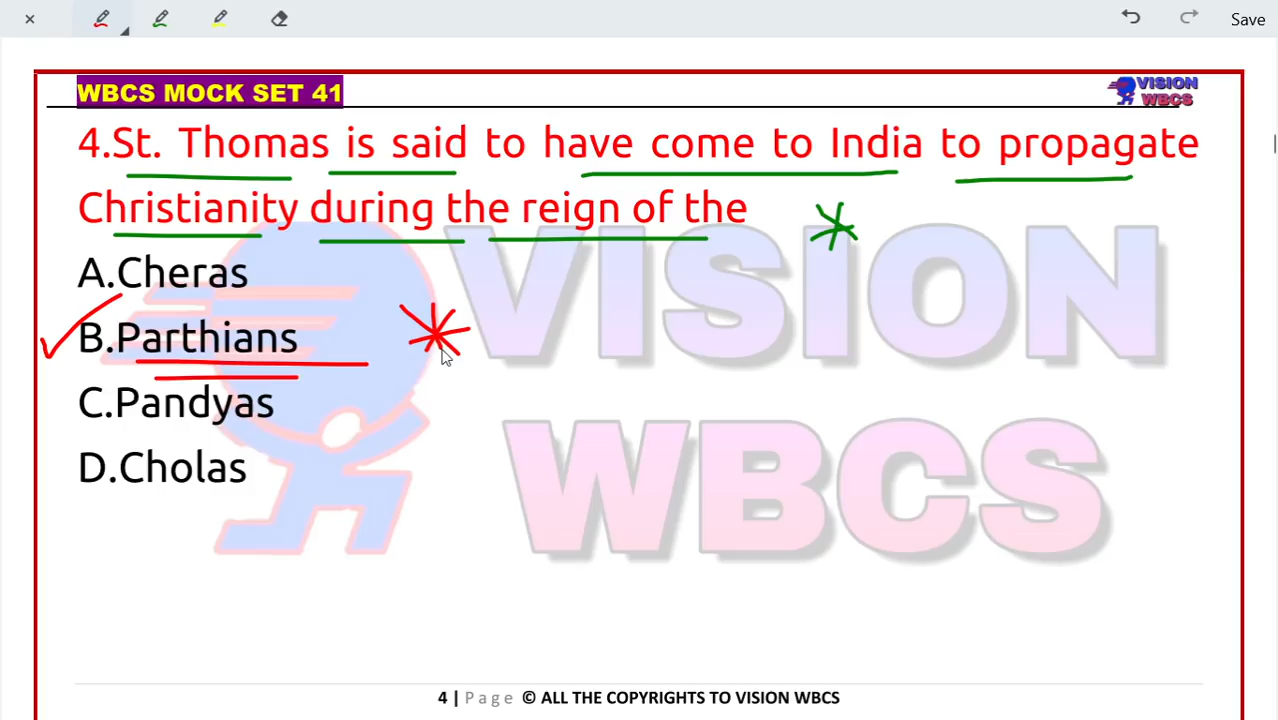 Save
WBCS MOCK SET 41
VISION
WBCS
4.St. Thomas is said to have come to India to propagate
Christianity during the reign of the
A.Cheras
B.Parthians
C.Pandyas
D.Cholas
VISION
WBCS
4 | Page © ALL THE COPYRIGHTS TO VISION WBCS